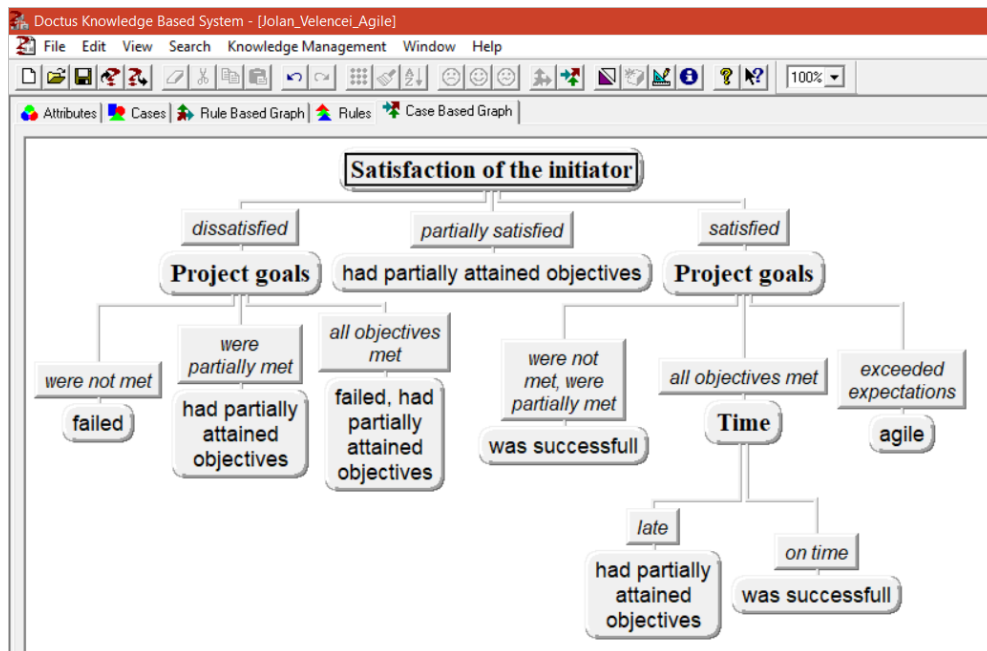 Doctus Knowledge Based System - [Jolan_Velencei_Agile]
File Edit View Search Knowledge Management Window Help
100%
Attributes Cases Rule Based Graph Rules Case Based Graph
Satisfaction of the initiator
dissatisfied
partially satisfied
satisfied
Project goals
had partially attained objectives
Project goals
were not met
were
partially met
all objectives
met
were not
met, were
partially met
all objectives met
exceeded
expectations
failed
had partially
attained
objectives
failed, had
partially
attained
objectives
was successfull
Time
agile
late
on time
had partially
attained
objectives
was successfull